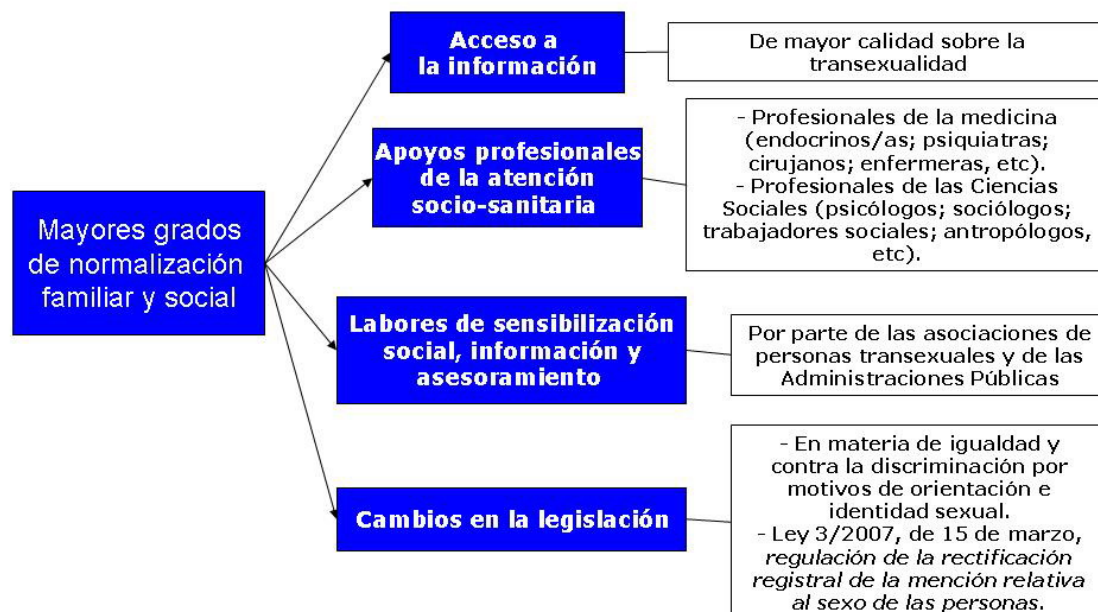 Mayores grados
de normalización
familiar y social
Acceso a
la información
De mayor calidad sobre la
transexualidad
Apoyos profesionales
de la atención
socio-sanitaria
- Profesionales de la medicina
(endocrinos/as; psiquiatras;
cirujanos; enfermeras, etc).
- Profesionales de las Ciencias
Sociales (psicólogos; sociólogos;
trabajadores sociales; antropólogos,
etc).
Labores de sensibilización
social, información y
asesoramiento
Por parte de las asociaciones de
personas transexuales y de las
Administraciones Públicas
Cambios en la legislación
- En materia de igualdad y
contra la discriminación por
motivos de orientación e
identidad sexual.
- Ley 3/2007, de 15 de marzo,
regulación de la rectificación
registral de la mención relativa
al sexo de las personas.